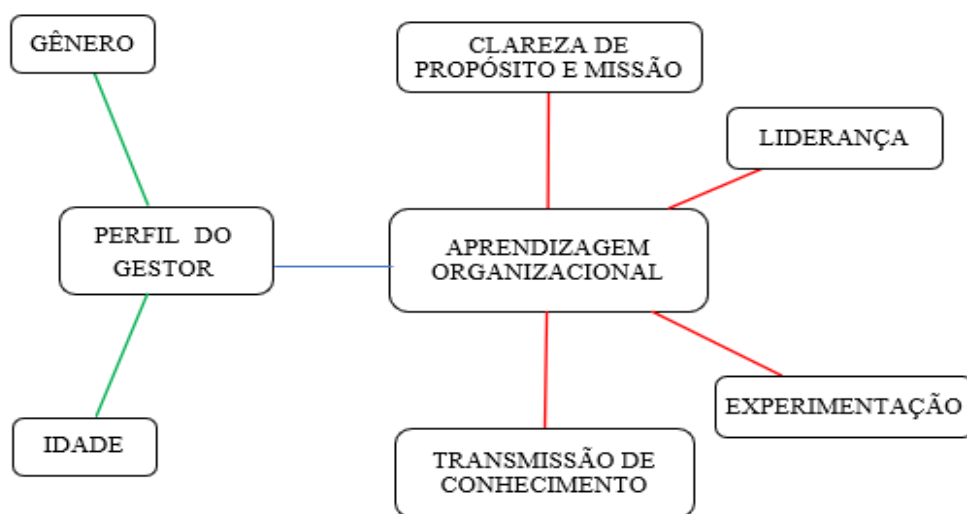 GÊNERO
CLAREZA DE
PROPÓSITO E MISSÃO
LIDERANÇA
PERFIL DO
GESTOR
APRENDIZAGEM
ORGANIZACIONAL
EXPERIMENTAÇÃO
IDADE
TRANSMISSÃO DE
CONHECIMENTO